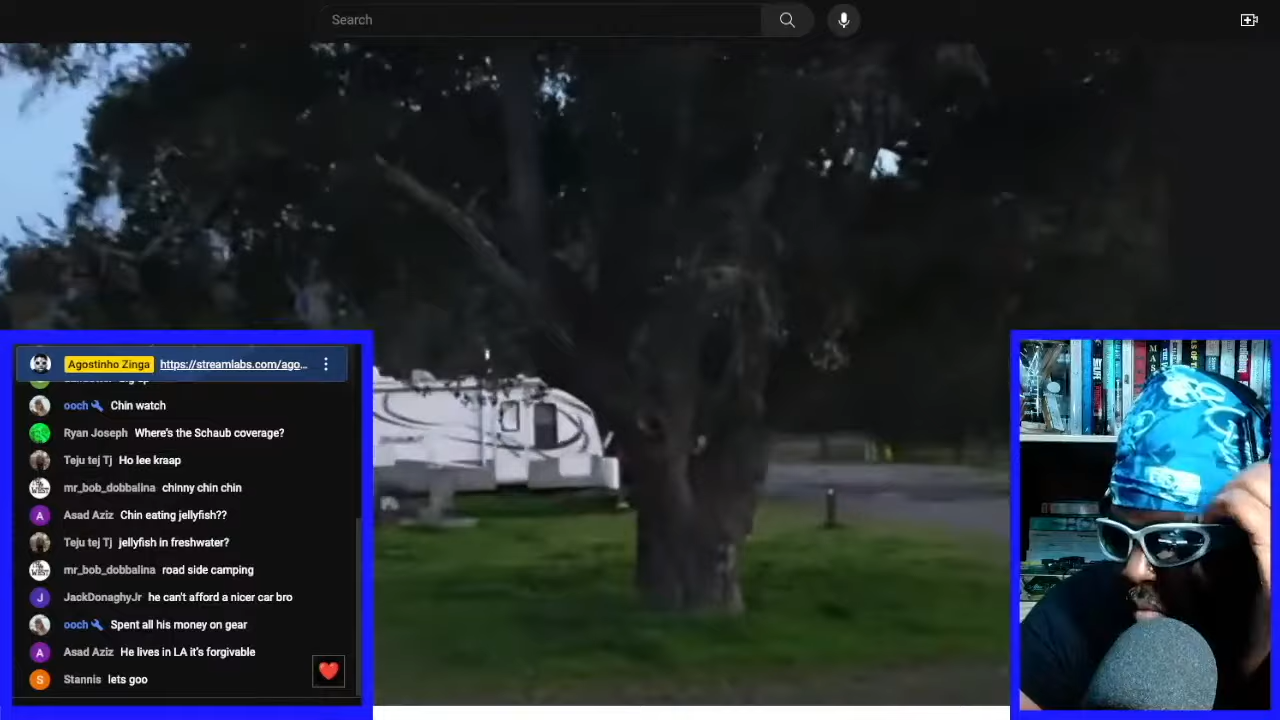 Search
Agostinho Zinga https://streamlabs.com/ago...
ooch Chin watch
Ryan Joseph Where's the Schaub coverage?
Teju tej Tj Ho lee kraap
mr_bob_dobbalina chinny chin chin
Asad Aziz Chin eating jellyfish??
Teju tej Tj jellyfish in freshwater?
mr_bob_dobbalina road side camping
JackDonaghyJr he can't afford a nicer car bro
ooch Spent all his money on gear
Asad Aziz He lives in LA it's forgivable
Stannis lets goo